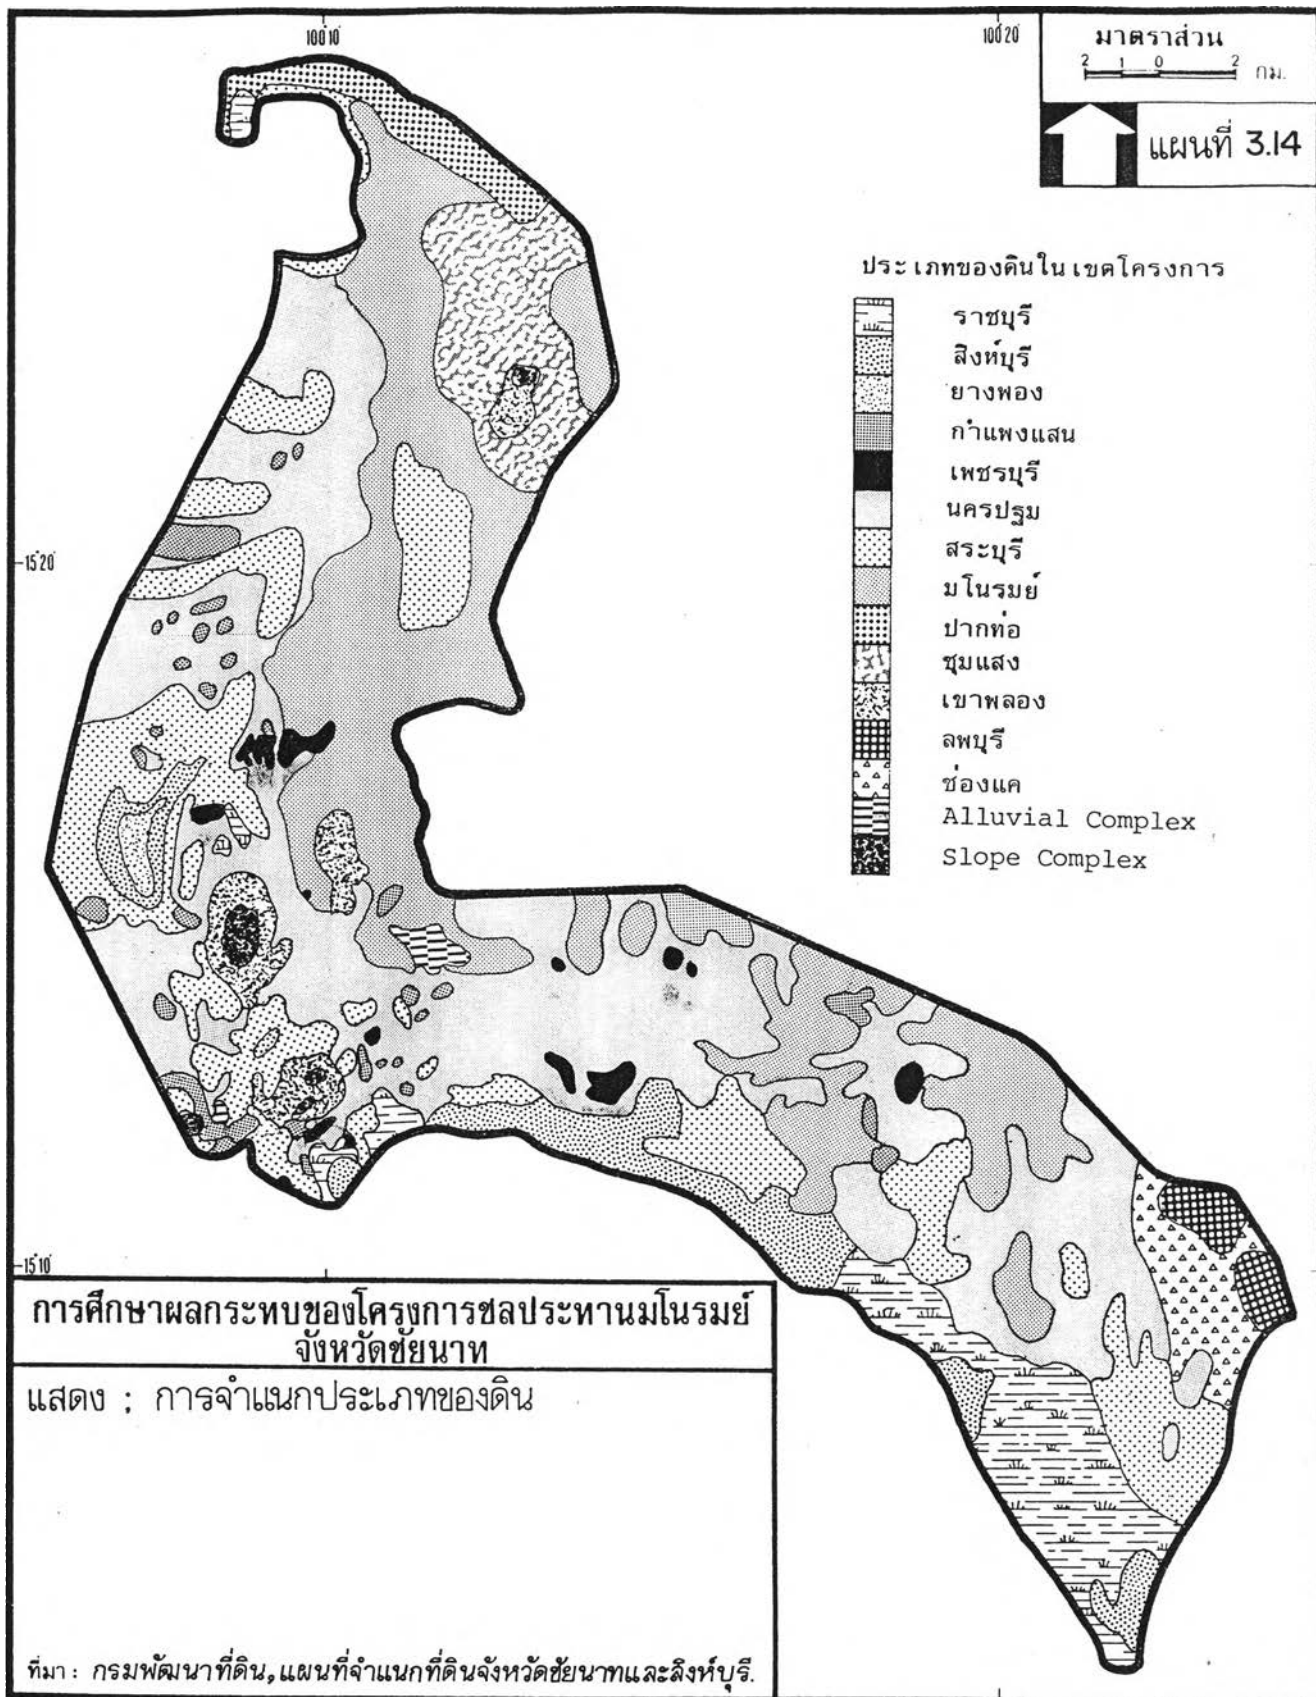 100°10'
100°20'
มาตราส่วน
2 1 0 2 กม.
แผนที่ 3.14
ประเภทของดินในเขตโครงการ
ราชบุรี
สิงห์บุรี
ยางพอง
กำแพงแสน
เพชรบุรี
นครปฐม
สระบุรี
มโนรมย์
ปากท่อ
ชุมแสง
เขาพลอง
ลพบุรี
ช่องแค
Alluvial Complex
Slope Complex
15°20'
15°10'
การศึกษาผลกระทบของโครงการชลประทานมโนรมย์
จังหวัดชัยนาท
แสดง ; การจำแนกประเภทของดิน
ที่มา : กรมพัฒนาที่ดิน, แผนที่จำแนกที่ดินจังหวัดชัยนาทและสิงห์บุรี.